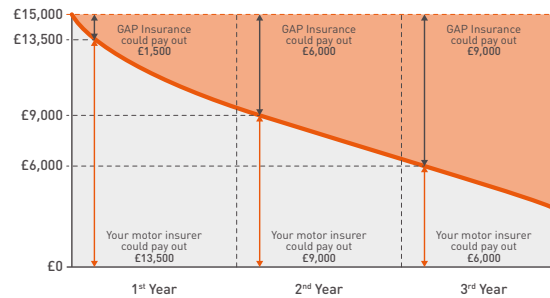 £15,000
£13,500
£9,000
£6,000
£0
GAP Insurance
could pay out
£1,500
GAP Insurance
could pay out
£6,000
GAP Insurance
could pay out
£9,000
Your motor insurer
could pay out
£13,500
Your motor insurer
could pay out
£9,000
Your motor insurer
could pay out
£6,000
1st Year
2nd Year
3rd Year